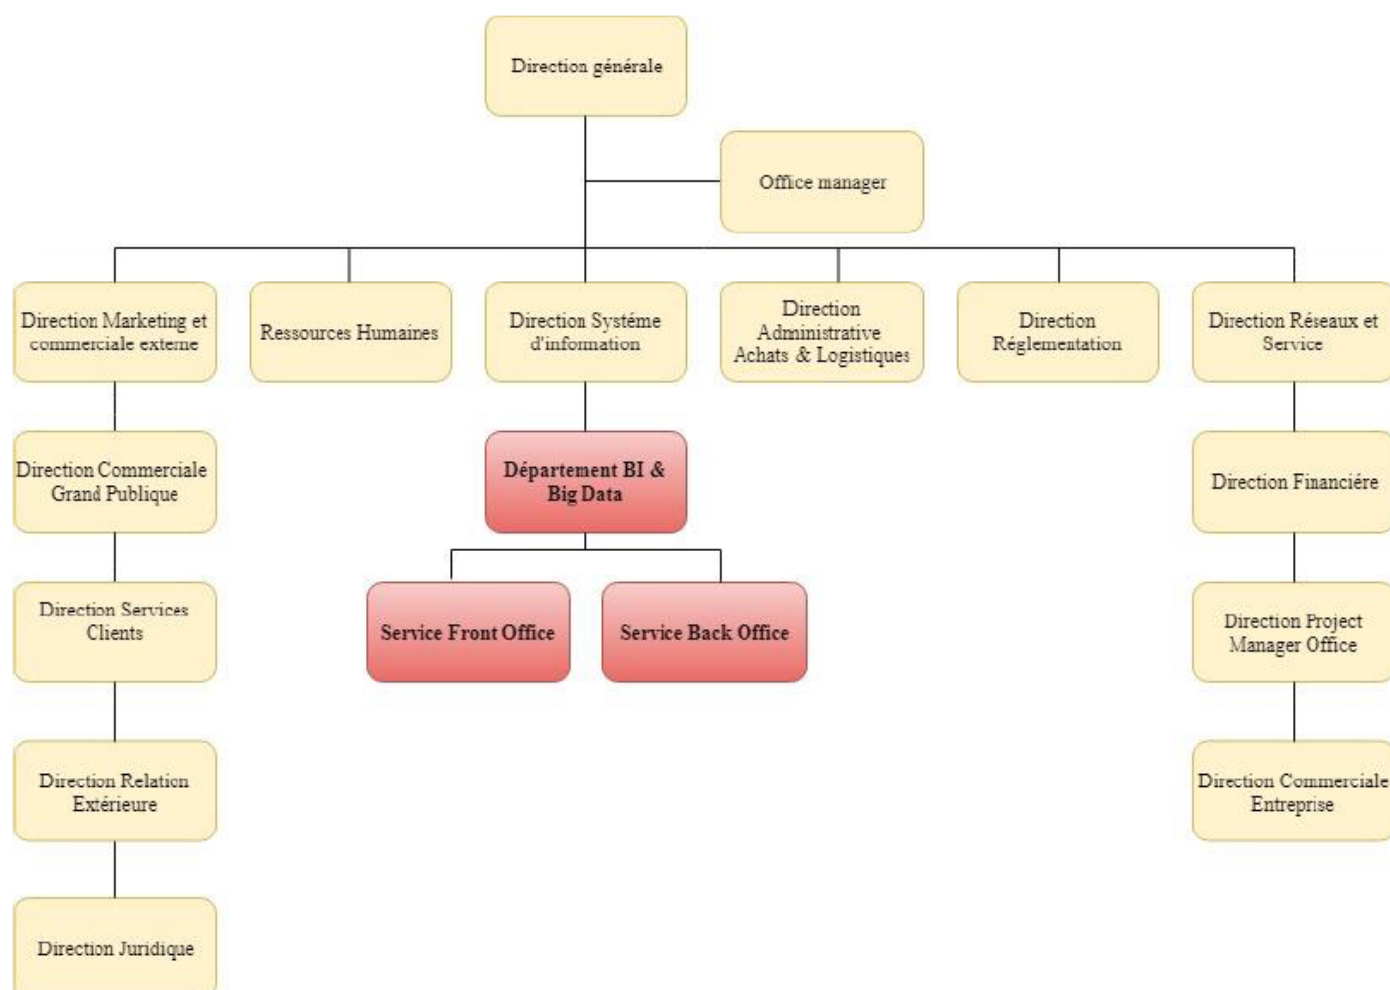 Direction générale
Office manager
Direction Marketing et
commerciale externe
Ressources Humaines
Direction Systéme
d'information
Direction
Administrative
Achats & Logistiques
Direction
Réglementation
Direction Réseaux et
Service
Direction Commerciale
Grand Publique
Département BI &
Big Data
Direction Financiére
Direction Services
Clients
Service Front Office
Service Back Office
Direction Project
Manager Office
Direction Relation
Extérieure
Direction Commerciale
Entreprise
Direction Juridique